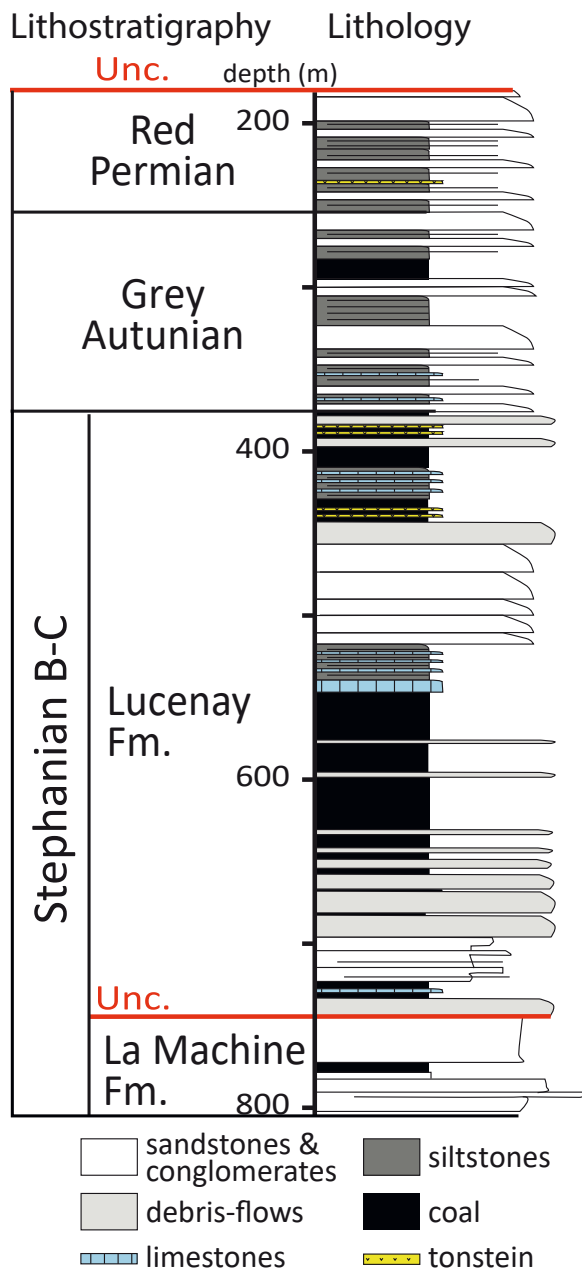 Lithostratigraphy Lithology
Unc. depth (m)
200
Red
Permian
Grey
Autunian
400
Stephanian B-C
Lucenay
Fm.
600
Unc.
La Machine
Fm.
800
sandstones &
conglomerates
siltstones
debris-flows
coal
limestones
tonstein